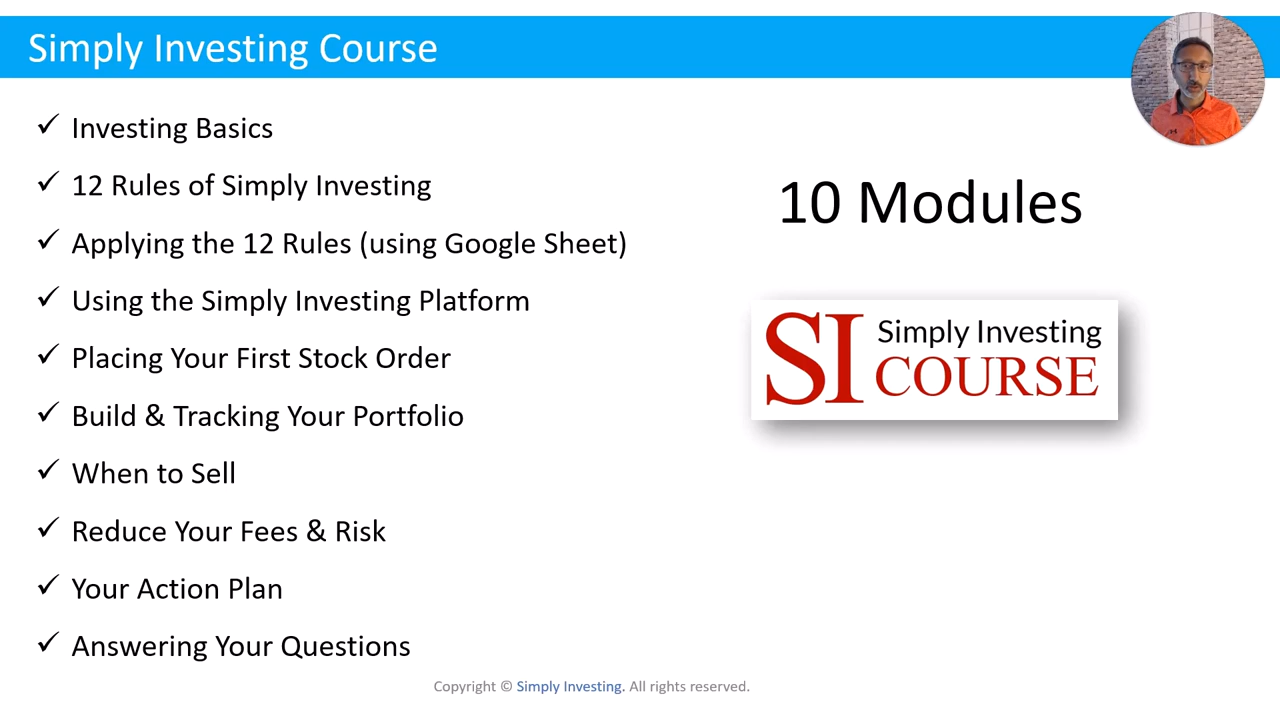 Simply Investing Course
✓ Investing Basics
✓ 12 Rules of Simply Investing
✓ Applying the 12 Rules (using Google Sheet)
✓ Using the Simply Investing Platform
✓ Placing Your First Stock Order
✓ Build & Tracking Your Portfolio
✓ When to Sell
✓ Reduce Your Fees & Risk
✓ Your Action Plan
✓ Answering Your Questions
10 Modules
SI
Simply Investing
COURSE
Copyright © Simply Investing. All rights reserved.